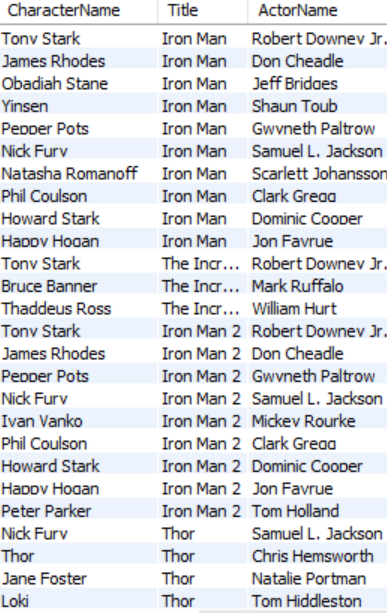 CharacterName Title ActorName
Tony Stark Iron Man Robert Downey Jr.
James Rhodes Iron Man Don Cheadle
Obadiah Stane Iron Man Jeff Bridges
Yinsen Iron Man Shaun Toub
Pepper Pots Iron Man Gwyneth Paltrow
Nick Fury Iron Man Samuel L. Jackson
Natasha Romanoff Iron Man Scarlett Johansson
Phil Coulson Iron Man Clark Gregg
Howard Stark Iron Man Dominic Cooper
Happy Hogan Iron Man Jon Favrue
Tony Stark The Incr... Robert Downey Jr.
Bruce Banner The Incr... Mark Ruffalo
Thaddeus Ross The Incr... William Hurt
Tony Stark Iron Man 2 Robert Downey Jr.
James Rhodes Iron Man 2 Don Cheadle
Pepper Pots Iron Man 2 Gwyneth Paltrow
Nick Fury Iron Man 2 Samuel L. Jackson
Ivan Vanko Iron Man 2 Mickey Rourke
Phil Coulson Iron Man 2 Clark Gregg
Howard Stark Iron Man 2 Dominic Cooper
Happy Hogan Iron Man 2 Jon Favrue
Peter Parker Iron Man 2 Tom Holland
Nick Fury Thor Samuel L. Jackson
Thor Thor Chris Hemsworth
Jane Foster Thor Natalie Portman
Loki Thor Tom Hiddleston